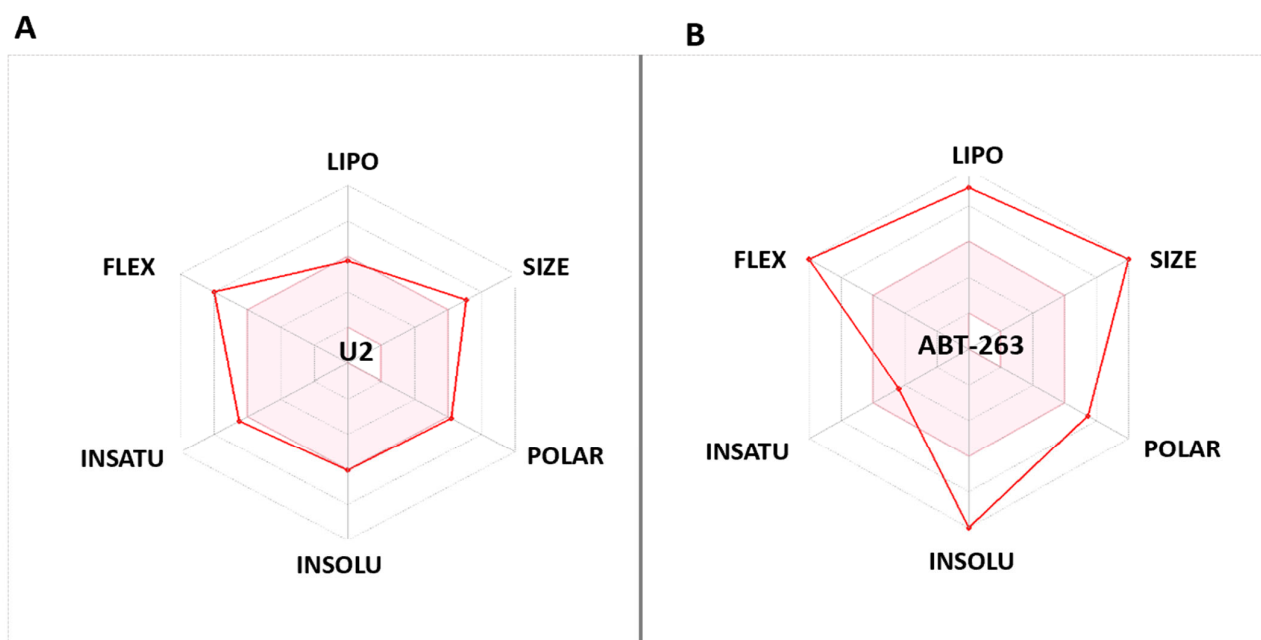 A
B
LIPO
FLEX
SIZE
U2
INSATU
POLAR
INSOLU
LIPO
FLEX
SIZE
ABT-263
INSATU
POLAR
INSOLU